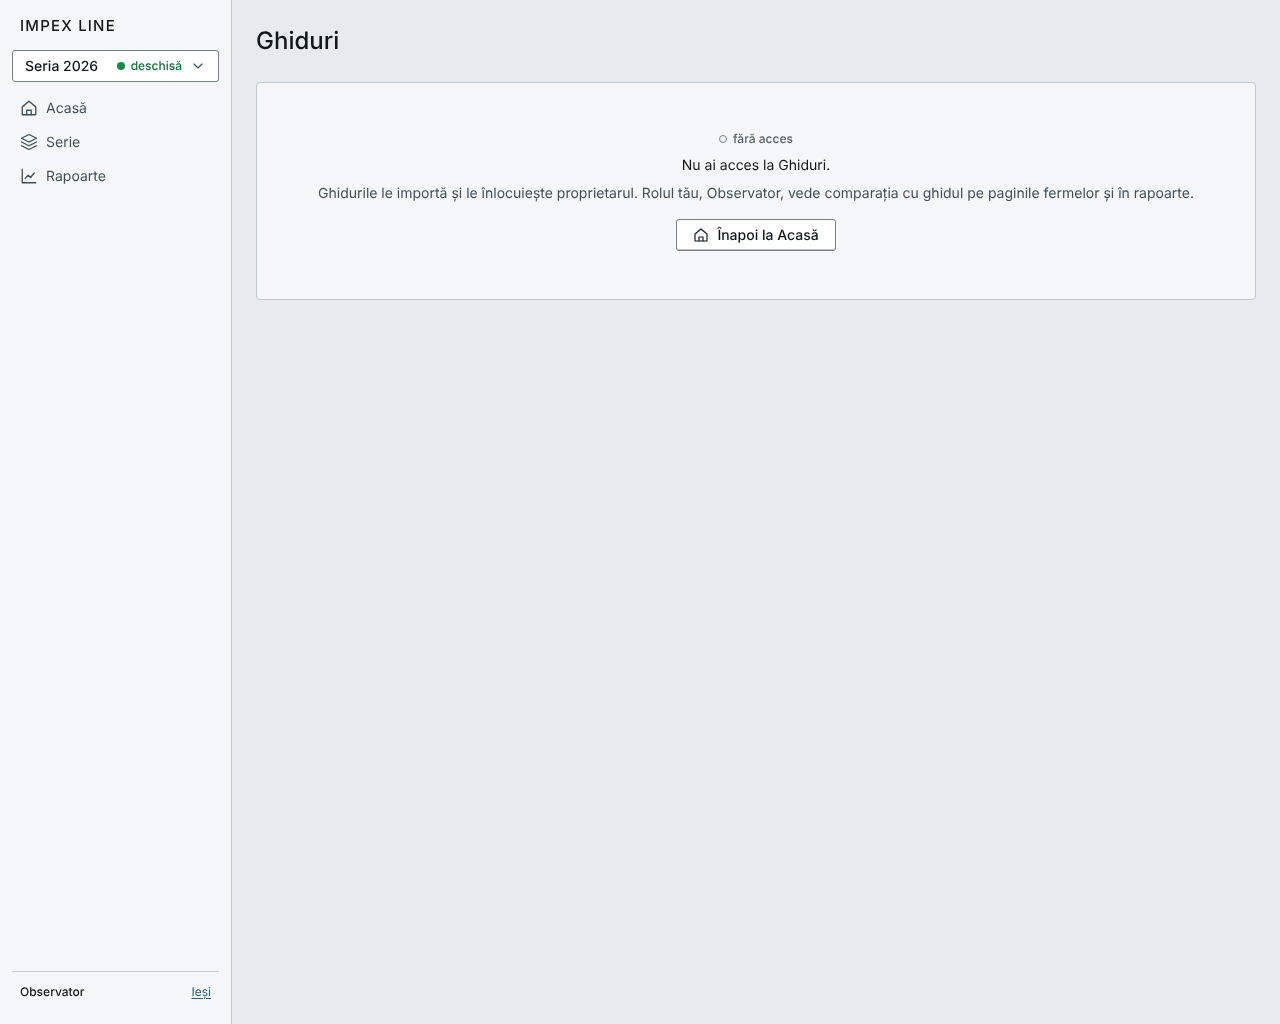 IMPEX LINE
Seria 2026 deschisă
Acasă
Serie
Rapoarte
Observator Ieși
Ghiduri
fără acces
Nu ai acces la Ghiduri.
Ghidurile le importă și le înlocuiește proprietarul. Rolul tău, Observator, vede comparația cu ghidul pe paginile fermelor și în rapoarte.
Înapoi la Acasă